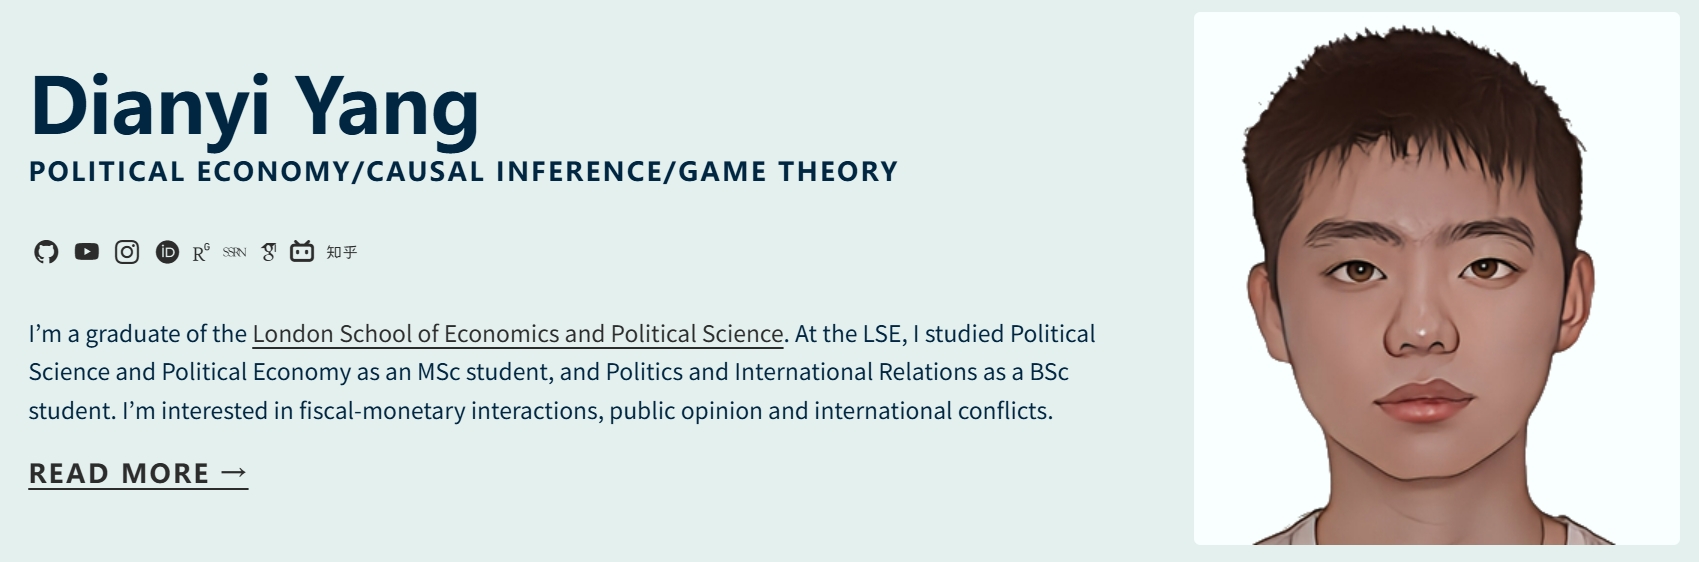 Dianyi Yang
POLITICAL ECONOMY/CAUSAL INFERENCE/GAME THEORY
iD RG SSRN 知乎
I’m a graduate of the London School of Economics and Political Science. At the LSE, I studied Political
Science and Political Economy as an MSc student, and Politics and International Relations as a BSc
student. I’m interested in fiscal-monetary interactions, public opinion and international conflicts.
READ MORE →